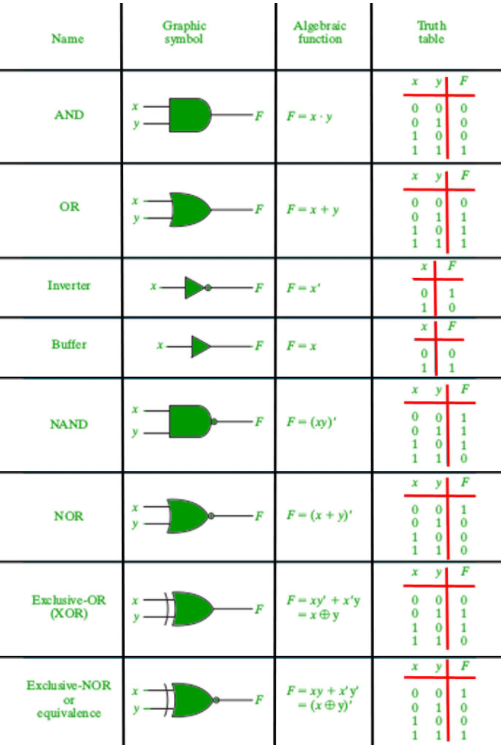 Name
Graphic
symbol
Algebraic
function
Truth
table
AND
x
y
F
F = x · y
x y F
0 0 0
0 1 0
1 0 0
1 1 1
OR
x
y
F
F = x + y
x y F
0 0 0
0 1 1
1 0 1
1 1 1
Inverter
x
F
F = x'
x F
0 1
1 0
Buffer
x
F
F = x
x F
0 0
1 1
NAND
x
y
F
F = (xy)'
x y F
0 0 1
0 1 1
1 0 1
1 1 0
NOR
x
y
F
F = (x + y)'
x y F
0 0 1
0 1 0
1 0 0
1 1 0
Exclusive-OR
(XOR)
x
y
F
F = xy' + x'y
= x ⊕ y
x y F
0 0 0
0 1 1
1 0 1
1 1 0
Exclusive-NOR
or
equivalence
x
y
F
F = xy + x'y'
= (x ⊕ y)'
x y F
0 0 1
0 1 0
1 0 0
1 1 1